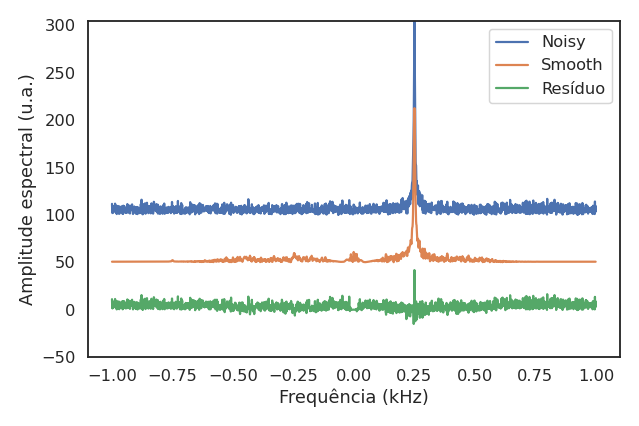 300
250
200
150
100
50
0
−50
Amplitude espectral (u.a.)
Noisy
Smooth
Resíduo
−1.00 −0.75 −0.50 −0.25 0.00 0.25 0.50 0.75 1.00
Frequência (kHz)